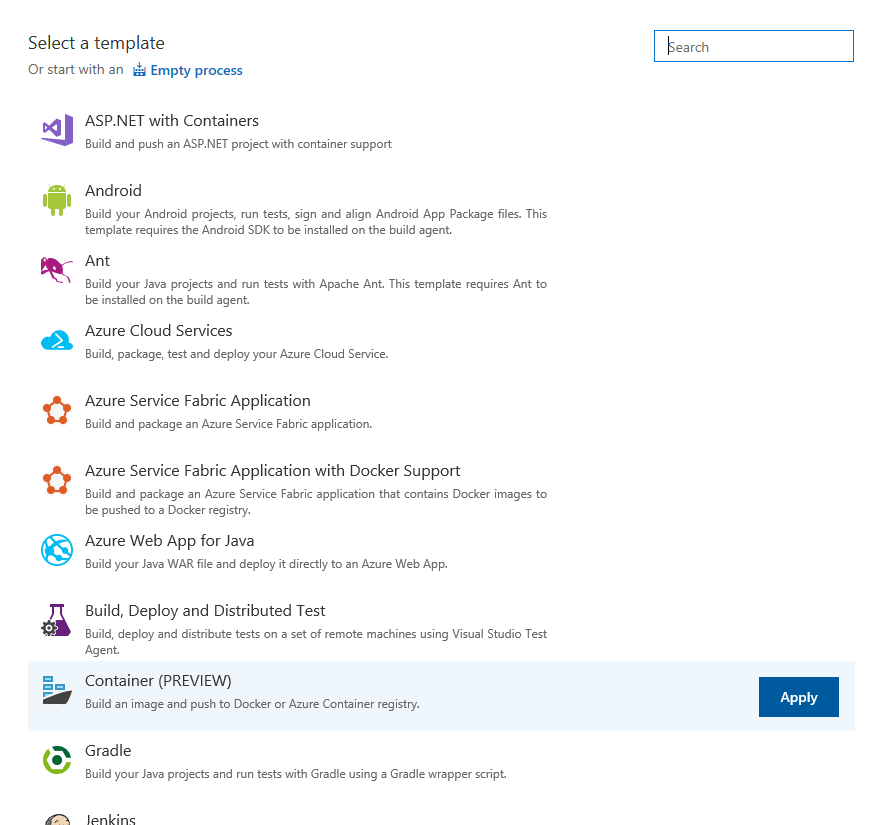 Select a template
Search
Or start with an Empty process
ASP.NET with Containers
Build and push an ASP.NET project with container support
Android
Build your Android projects, run tests, sign and align Android App Package files. This
template requires the Android SDK to be installed on the build agent.
Ant
Build your Java projects and run tests with Apache Ant. This template requires Ant to
be installed on the build agent.
Azure Cloud Services
Build, package, test and deploy your Azure Cloud Service.
Azure Service Fabric Application
Build and package an Azure Service Fabric application.
Azure Service Fabric Application with Docker Support
Build and package an Azure Service Fabric application that contains Docker images to
be pushed to a Docker registry.
Azure Web App for Java
Build your Java WAR file and deploy it directly to an Azure Web App.
Build, Deploy and Distributed Test
Build, deploy and distribute tests on a set of remote machines using Visual Studio Test
Agent.
Container (PREVIEW)
Build an image and push to Docker or Azure Container registry.
Apply
Gradle
Build your Java projects and run tests with Gradle using a Gradle wrapper script.
Jenkins